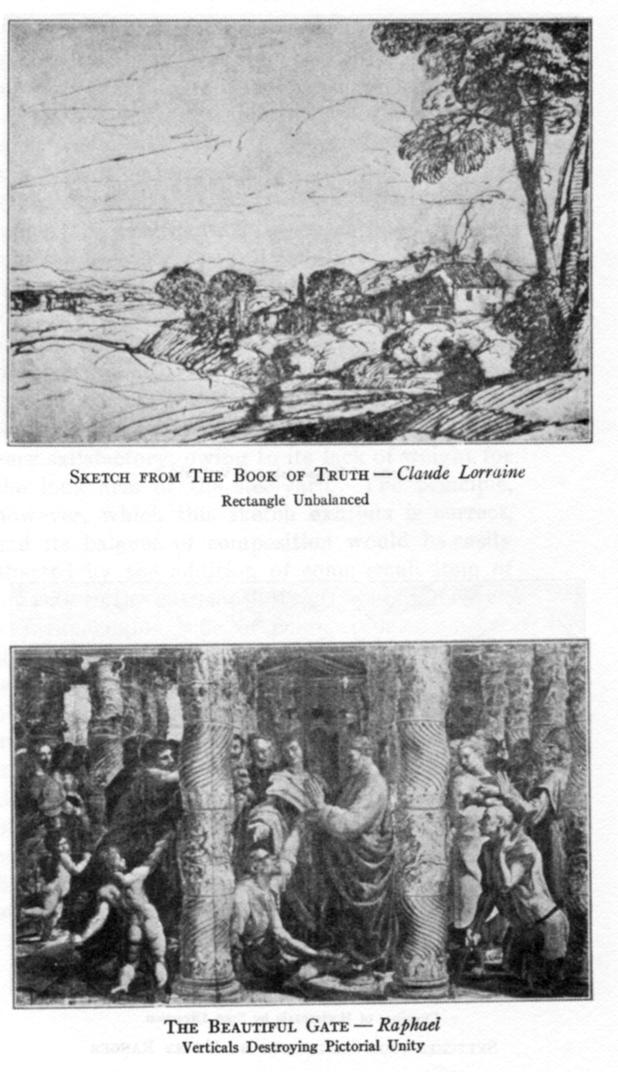 SKETCH FROM THE BOOK OF TRUTH — Claude Lorraine
Rectangle Unbalanced
THE BEAUTIFUL GATE — Raphael
Verticals Destroying Pictorial Unity